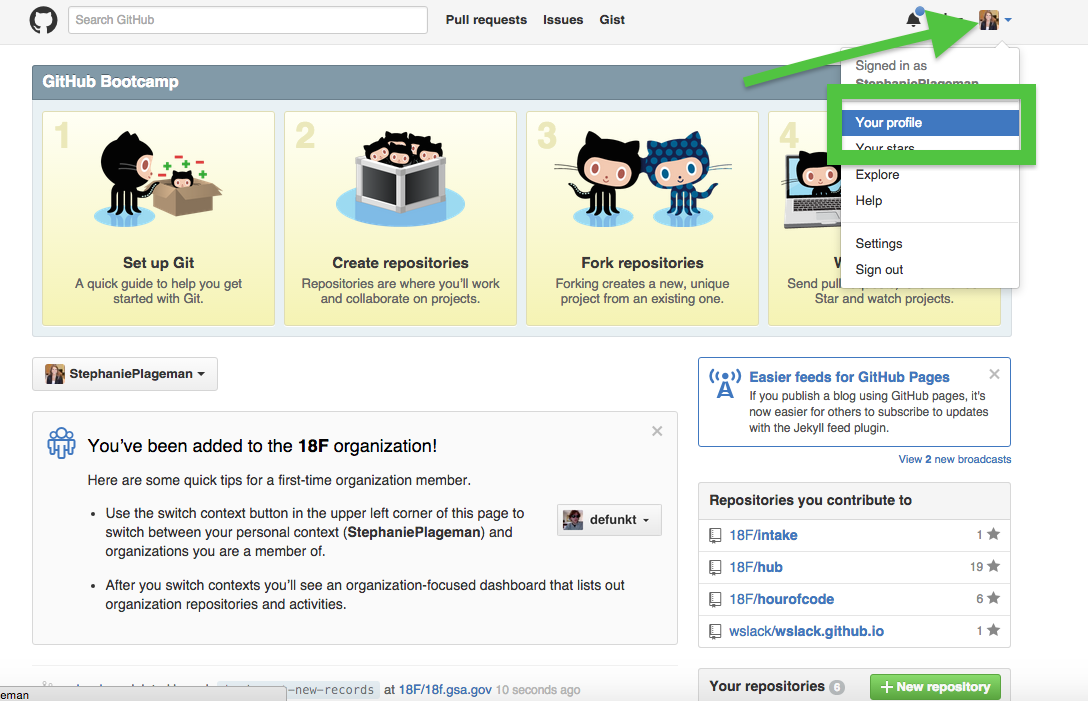 Search GitHub
Pull requests Issues Gist
Signed in as
StephaniePlageman
Your profile
Your stars
Explore
Help
Settings
Sign out
GitHub Bootcamp
1
Set up Git
A quick guide to help you get
started with Git.
2
Create repositories
Repositories are where you'll work
and collaborate on projects.
3
Fork repositories
Forking creates a new, unique
project from an existing one.
4
Send
Star and watch projects.
StephaniePlageman
You've been added to the 18F organization!
Here are some quick tips for a first-time organization member.
• Use the switch context button in the upper left corner of this page to
switch between your personal context (StephaniePlageman) and
organizations you are a member of.
defunkt
• After you switch contexts you'll see an organization-focused dashboard that lists out
organization repositories and activities.
-new-records at 18F/18f.gsa.gov 10 seconds ago
eman
Easier feeds for GitHub Pages
If you publish a blog using GitHub pages, it's
now easier for others to subscribe to updates
with the Jekyll feed plugin.
View 2 new broadcasts
Repositories you contribute to
18F/intake 1
18F/hub 19
18F/hourofcode 6
wslack/wslack.github.io 1
Your repositories 6
+ New repository